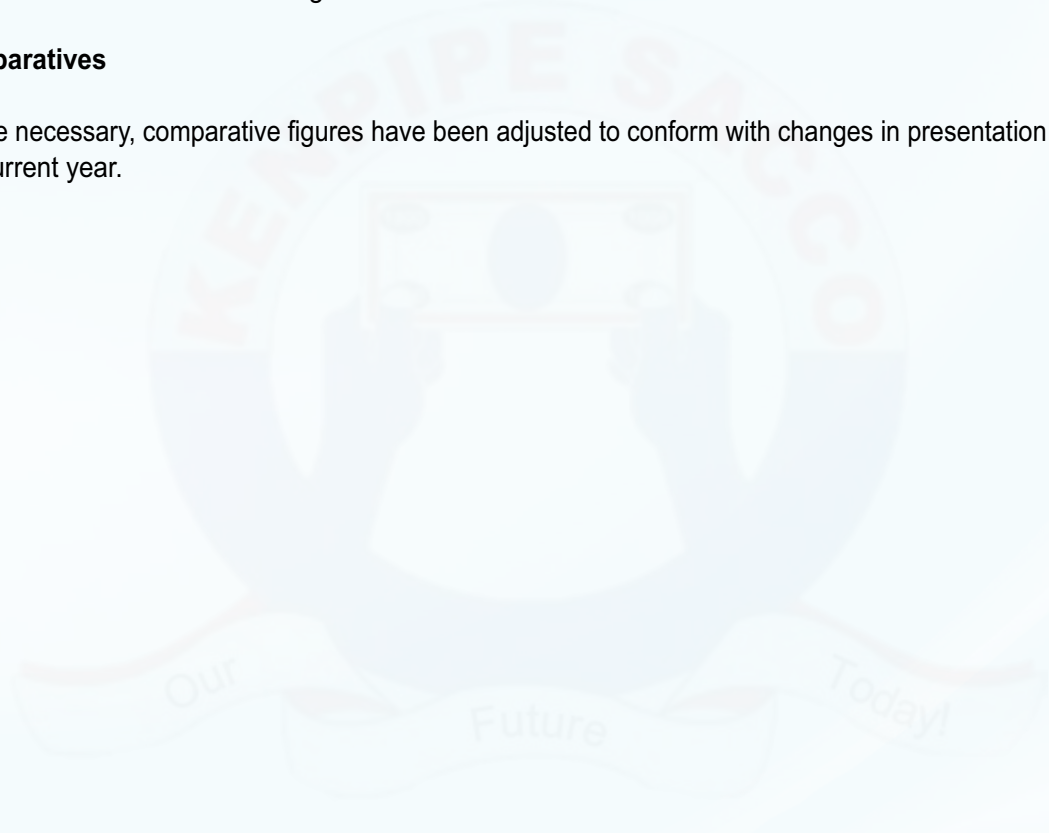 paratives
e necessary, comparative figures have been adjusted to conform with changes in presentation
urrent year.
KENPIPE SACCO
Our Future Today!